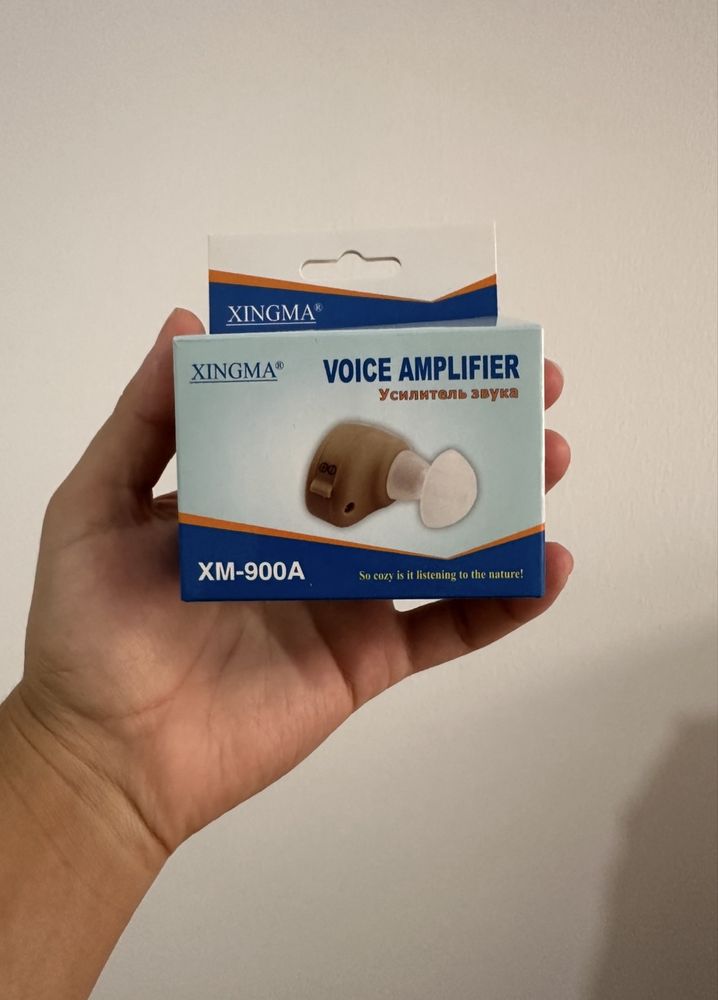 XINGMA®
XINGMA®
VOICE AMPLIFIER
Усилитель звука
XM-900A
So cozy is it listening to the nature!